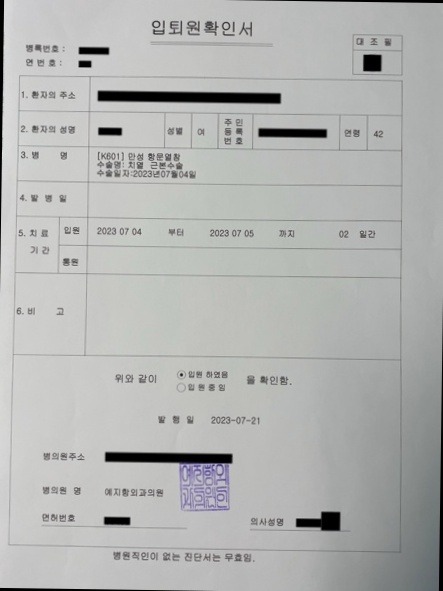 입퇴원확인서
병록번호 :
연 번 호 :
대 조 필
1. 환자의 주소
2. 환자의 성명 성별 여 주 민 등 록 번 호 연령 42
3. 병 명 [K601] 만성 항문열창
수술명: 치열 근본수술
수술일자:2023년07월04일
4. 발 병 일
5. 치 료 기 간 입원 2023 07 04 부터 2023 07 05 까지 02 일간
통원
6. 비 고
위와 같이 입원 하였음 을 확인함.
입 원 중 임
발 행 일 2023-07-21
병의원주소
병의원 명 예지항외과의원
면허번호 의사성명
병원직인이 없는 진단서는 무효임.